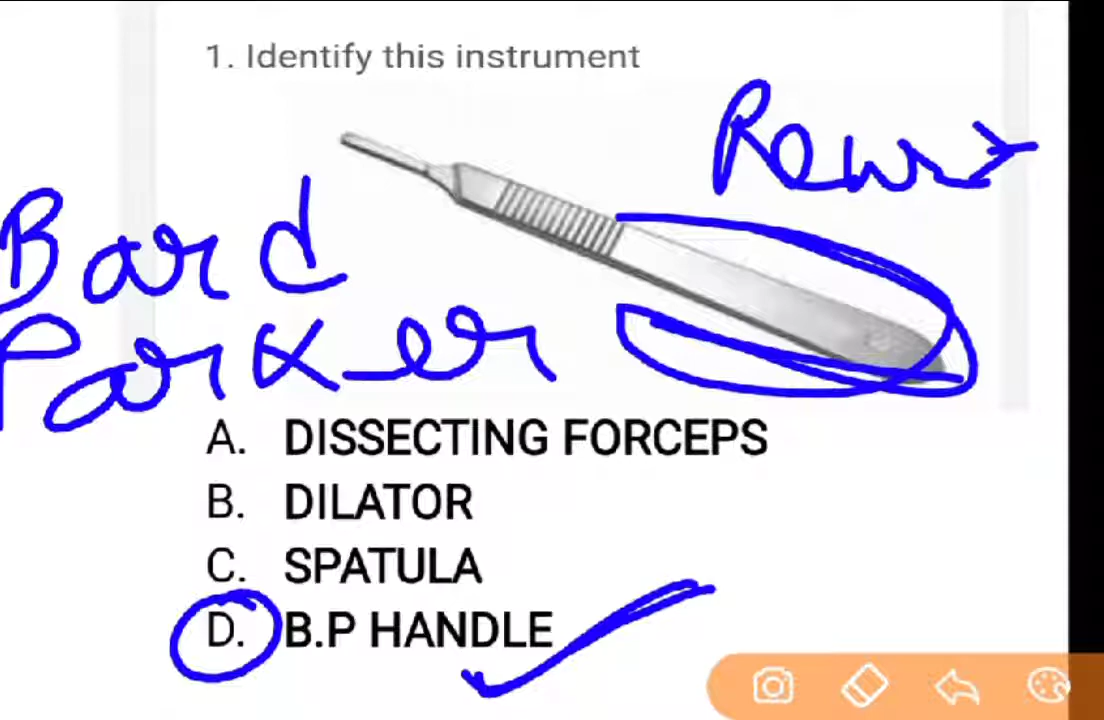 1. Identify this instrument
Bard
Parker
A. DISSECTING FORCEPS
B. DILATOR
C. SPATULA
D. B.P HANDLE